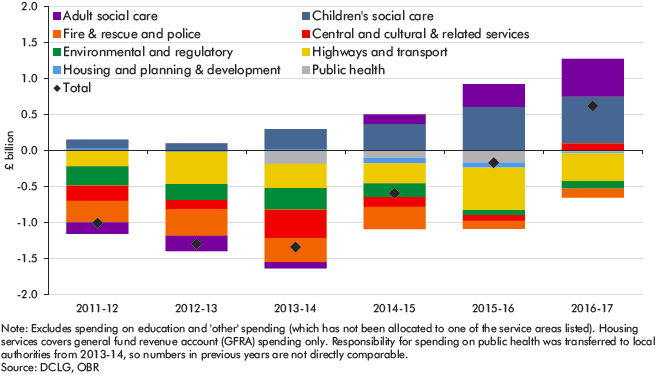 2.0
Adult social care
Children's social care
Fire & rescue and police
Central and cultural & related services
1.5
Environmental and regulatory
Highways and transport
1.0
Housing and planning & development
Public health
Total
0.5
0.0
£ billion
-0.5
-1.0
-1.5
-2.0
2011-12 2012-13 2013-14 2014-15 2015-16 2016-17
Note: Excludes spending on education and 'other' spending (which has not been allocated to one of the service areas listed). Housing
services covers general fund revenue account (GFRA) spending only. Responsibility for spending on public health was transferred to local
authorities from 2013-14, so numbers in previous years are not directly comparable.
Source: DCLG, OBR